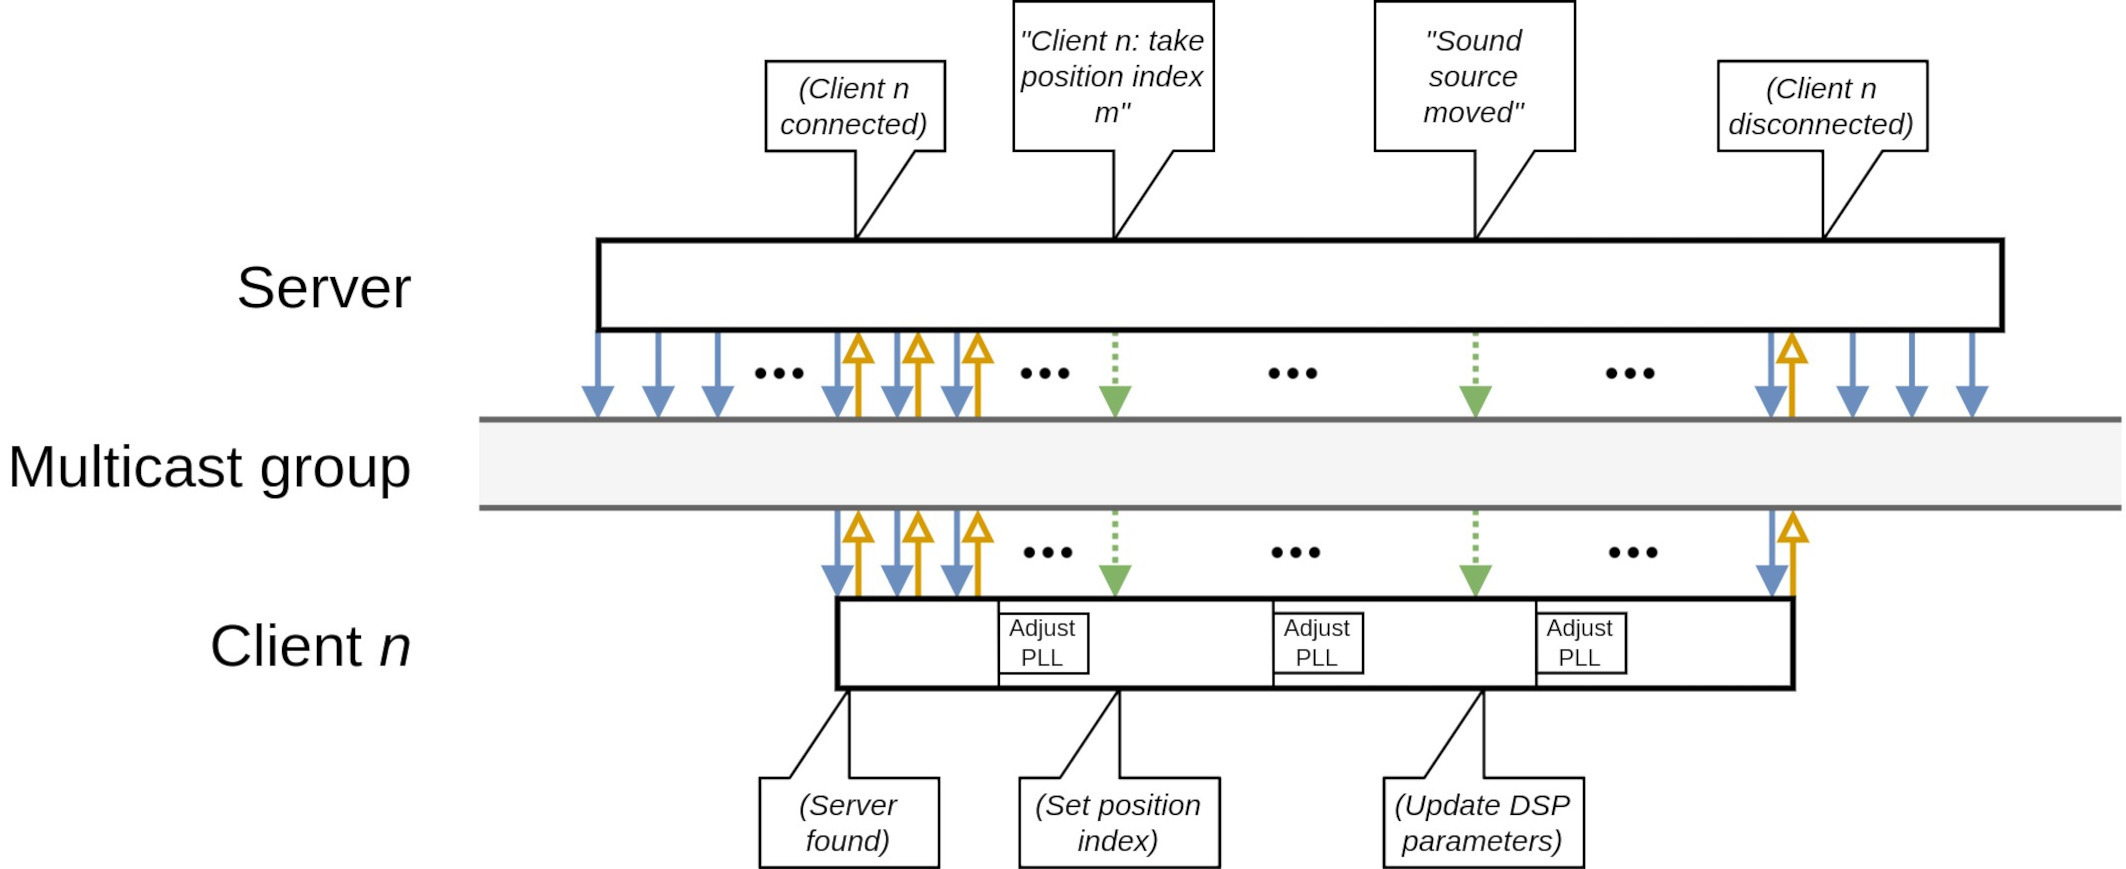 (Client n
connected)
"Client n: take
position index
m"
"Sound
source
moved"
(Client n
disconnected)
Server
Multicast group
Client n
Adjust
PLL
Adjust
PLL
Adjust
PLL
(Server
found)
(Set position
index)
(Update DSP
parameters)